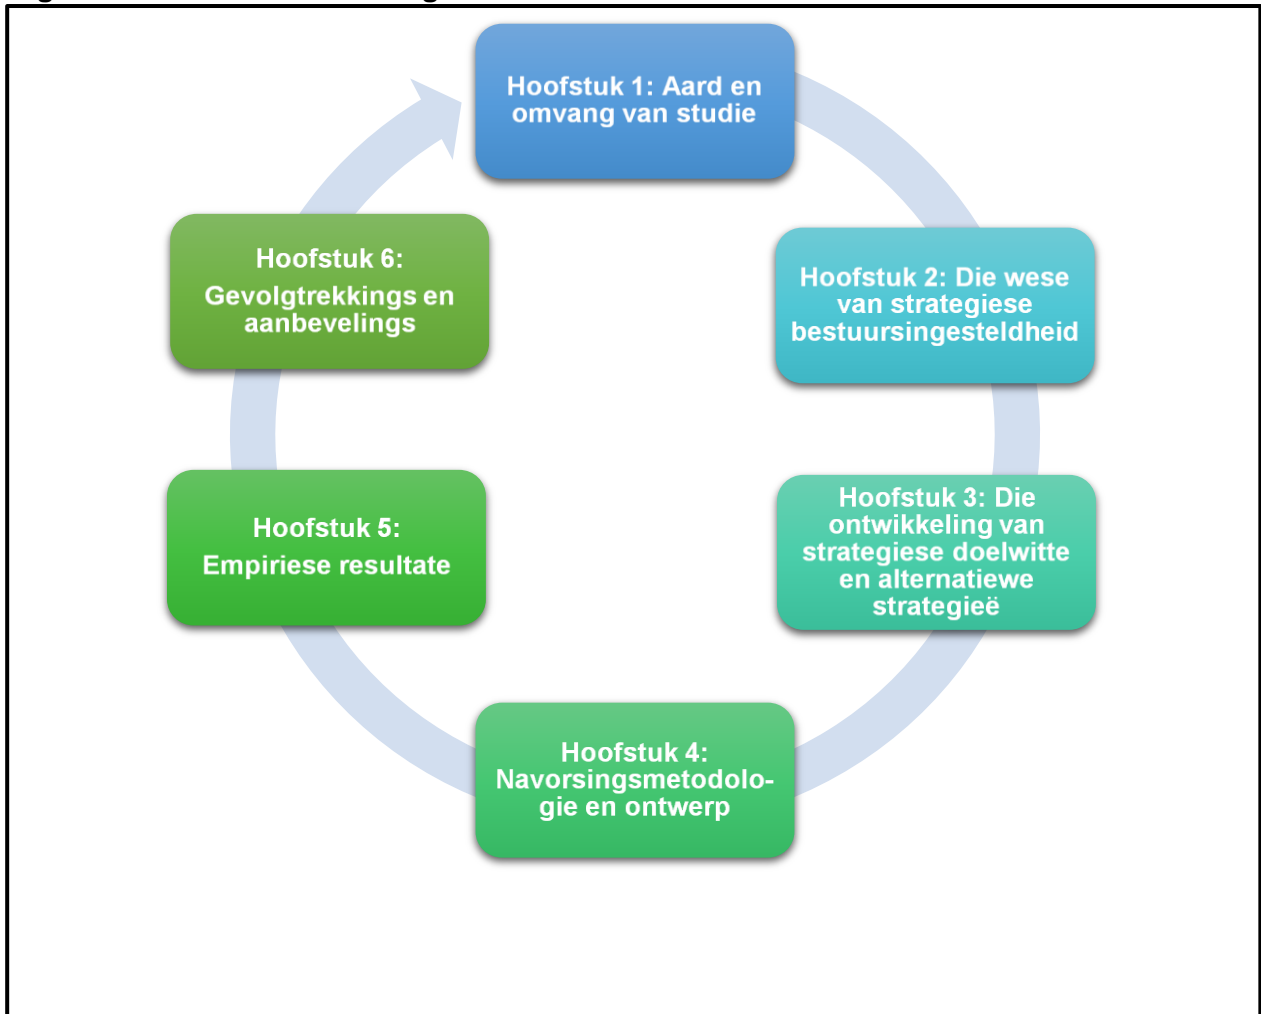 Hoofstuk 1: Aard en
omvang van studie
Hoofstuk 2: Die wese
van strategiese
bestuursingesteldheid
Hoofstuk 3: Die
ontwikkeling van
strategiese doelwitte
en alternatiewe
strategieë
Hoofstuk 4:
Navorsingsmetodolo-
gie en ontwerp
Hoofstuk 5:
Empiriese resultate
Hoofstuk 6:
Gevolgtrekkings en
aanbevelings